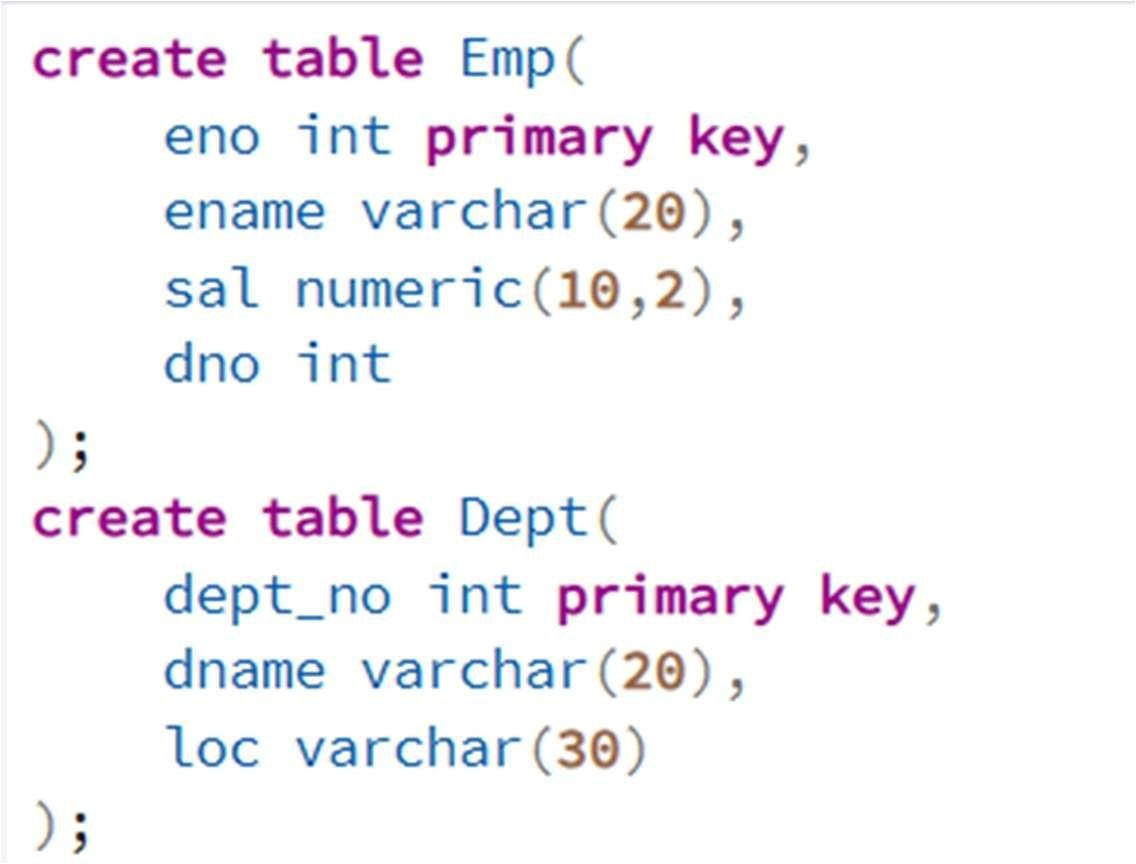 create table Emp(
    eno int primary key,
    ename varchar(20),
    sal numeric(10,2),
    dno int
);
create table Dept(
    dept_no int primary key,
    dname varchar(20),
    loc varchar(30)
);